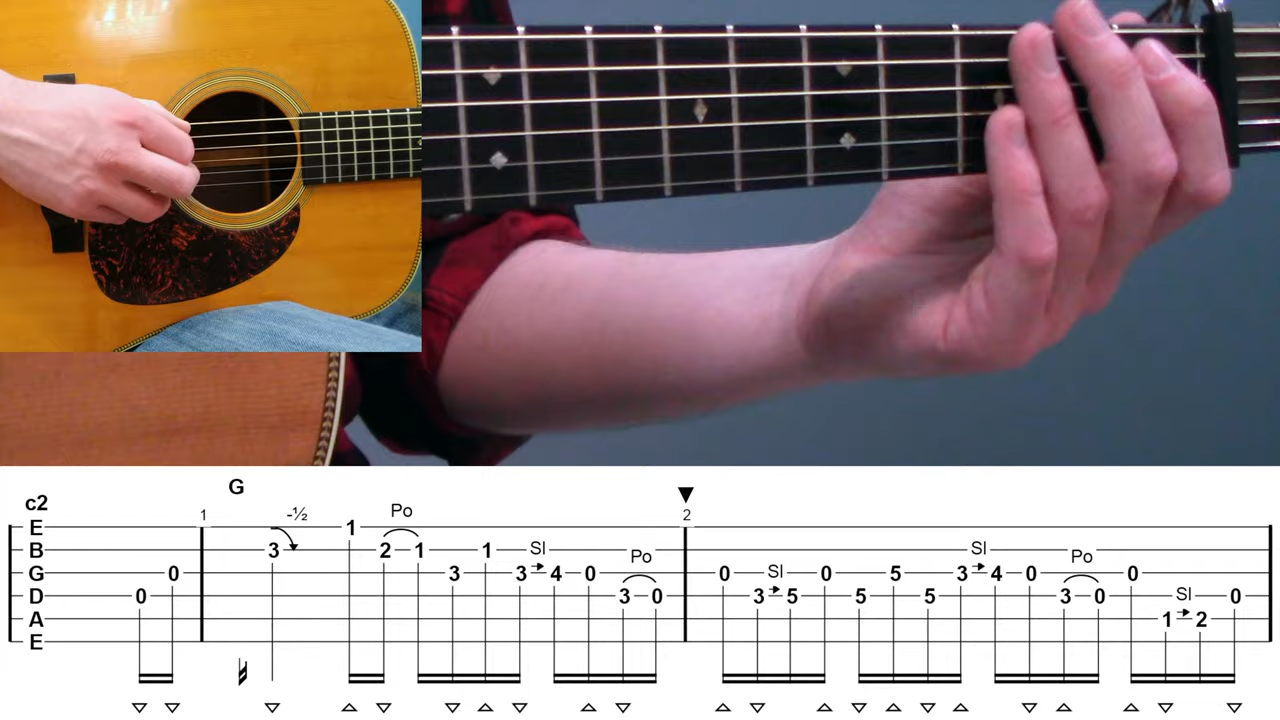 G
c2
1 -½ Po 2
E 1
B 3 2 1 1 Sl Po Sl Po
G 0 3 3 4 0 0 Sl 0 5 3 4 0 0
D 0 3 0 3 5 5 5 3 0 Sl 0
A 1 2
E